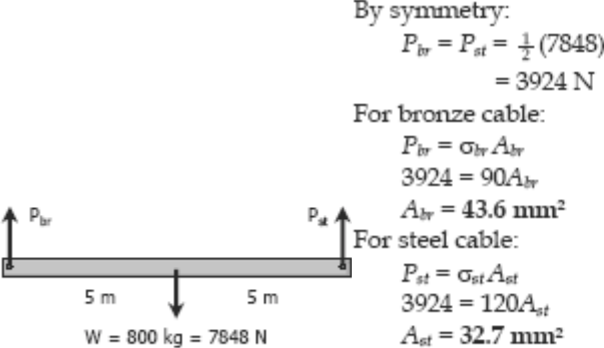 By symmetry:
P_br = P_st = ½ (7848)
= 3924 N
For bronze cable:
P_br = σ_br A_br
3924 = 90A_br
A_br = 43.6 mm²
For steel cable:
P_st = σ_st A_st
3924 = 120A_st
A_st = 32.7 mm²
P_br P_st
5 m 5 m
W = 800 kg = 7848 N